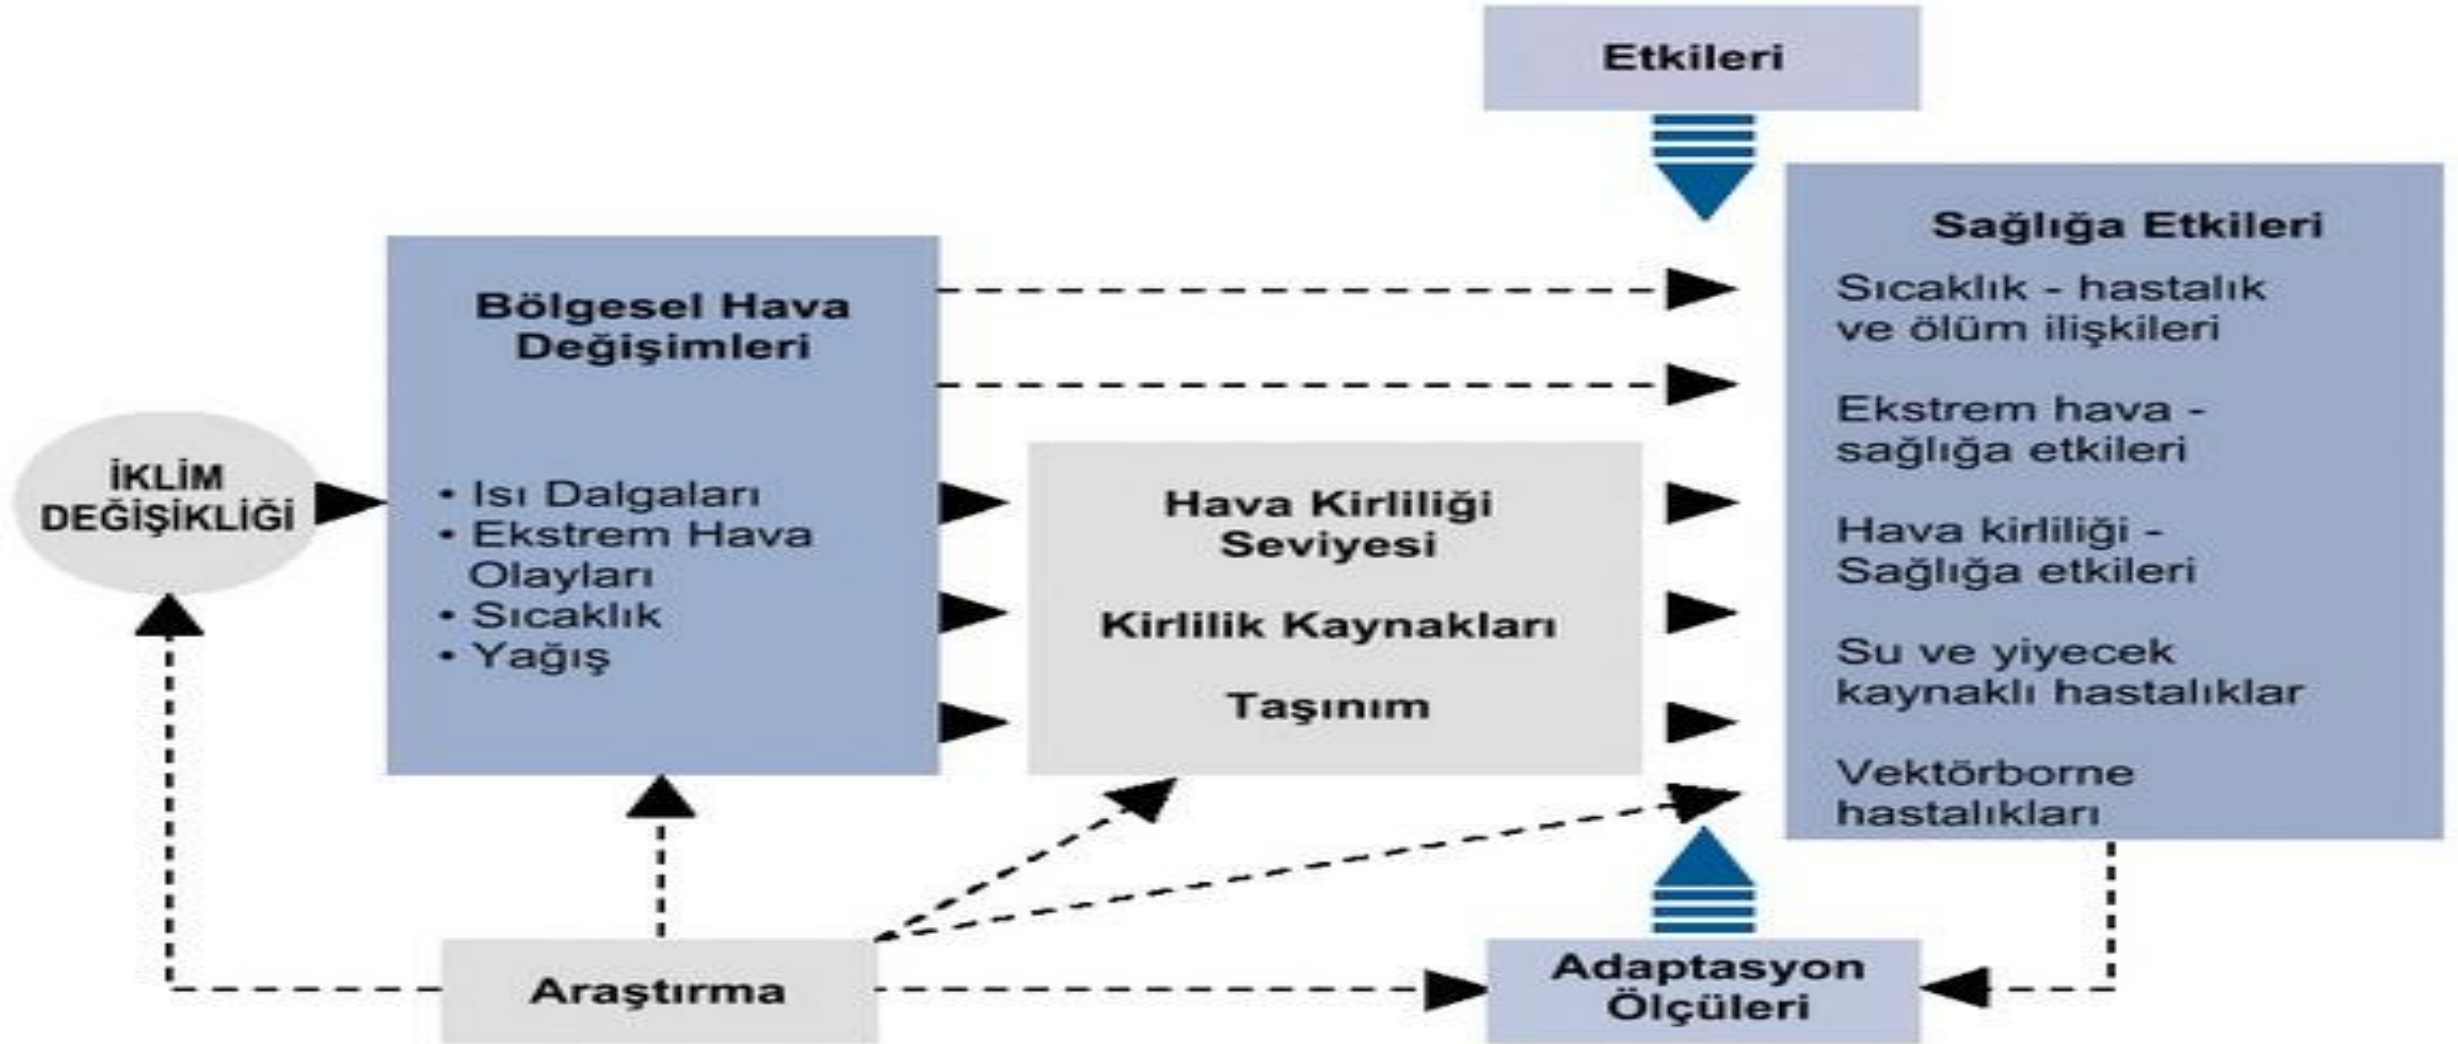 Etkileri
İKLİM
DEĞİŞİKLİĞİ
Bölgesel Hava
Değişimleri
• Isı Dalgaları
• Ekstrem Hava
Olayları
• Sıcaklık
• Yağış
Hava Kirliliği
Seviyesi
Kirlilik Kaynakları
Taşınım
Sağlığa Etkileri
Sıcaklık - hastalık
ve ölüm ilişkileri
Ekstrem hava -
sağlığa etkileri
Hava kirliliği -
Sağlığa etkileri
Su ve yiyecek
kaynaklı hastalıklar
Vektörborne
hastalıkları
Araştırma
Adaptasyon
Ölçüleri